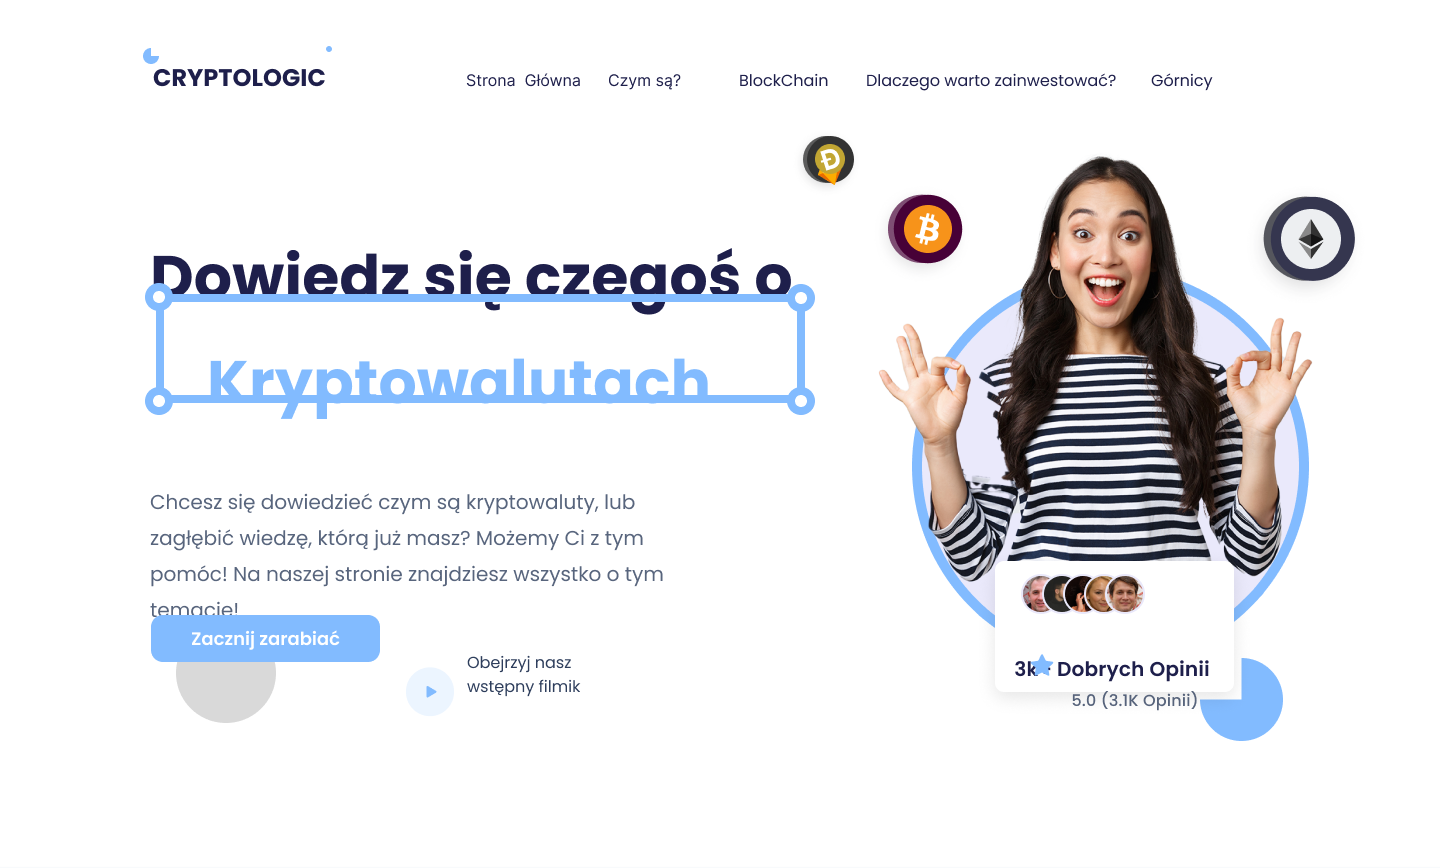 CRYPTOLOGIC
Strona Główna
Czym są?
BlockChain
Dlaczego warto zainwestować?
Górnicy
Dowiedz się czegoś o
Kryptowalutach
Chcesz się dowiedzieć czym są kryptowaluty, lub
zagłębić wiedzę, którą już masz? Możemy Ci z tym
pomóc! Na naszej stronie znajdziesz wszystko o tym
temacie!
Zacznij zarabiać
Obejrzyj nasz
wstępny filmik
3k+ Dobrych Opinii
5.0 (3.1K Opinii)